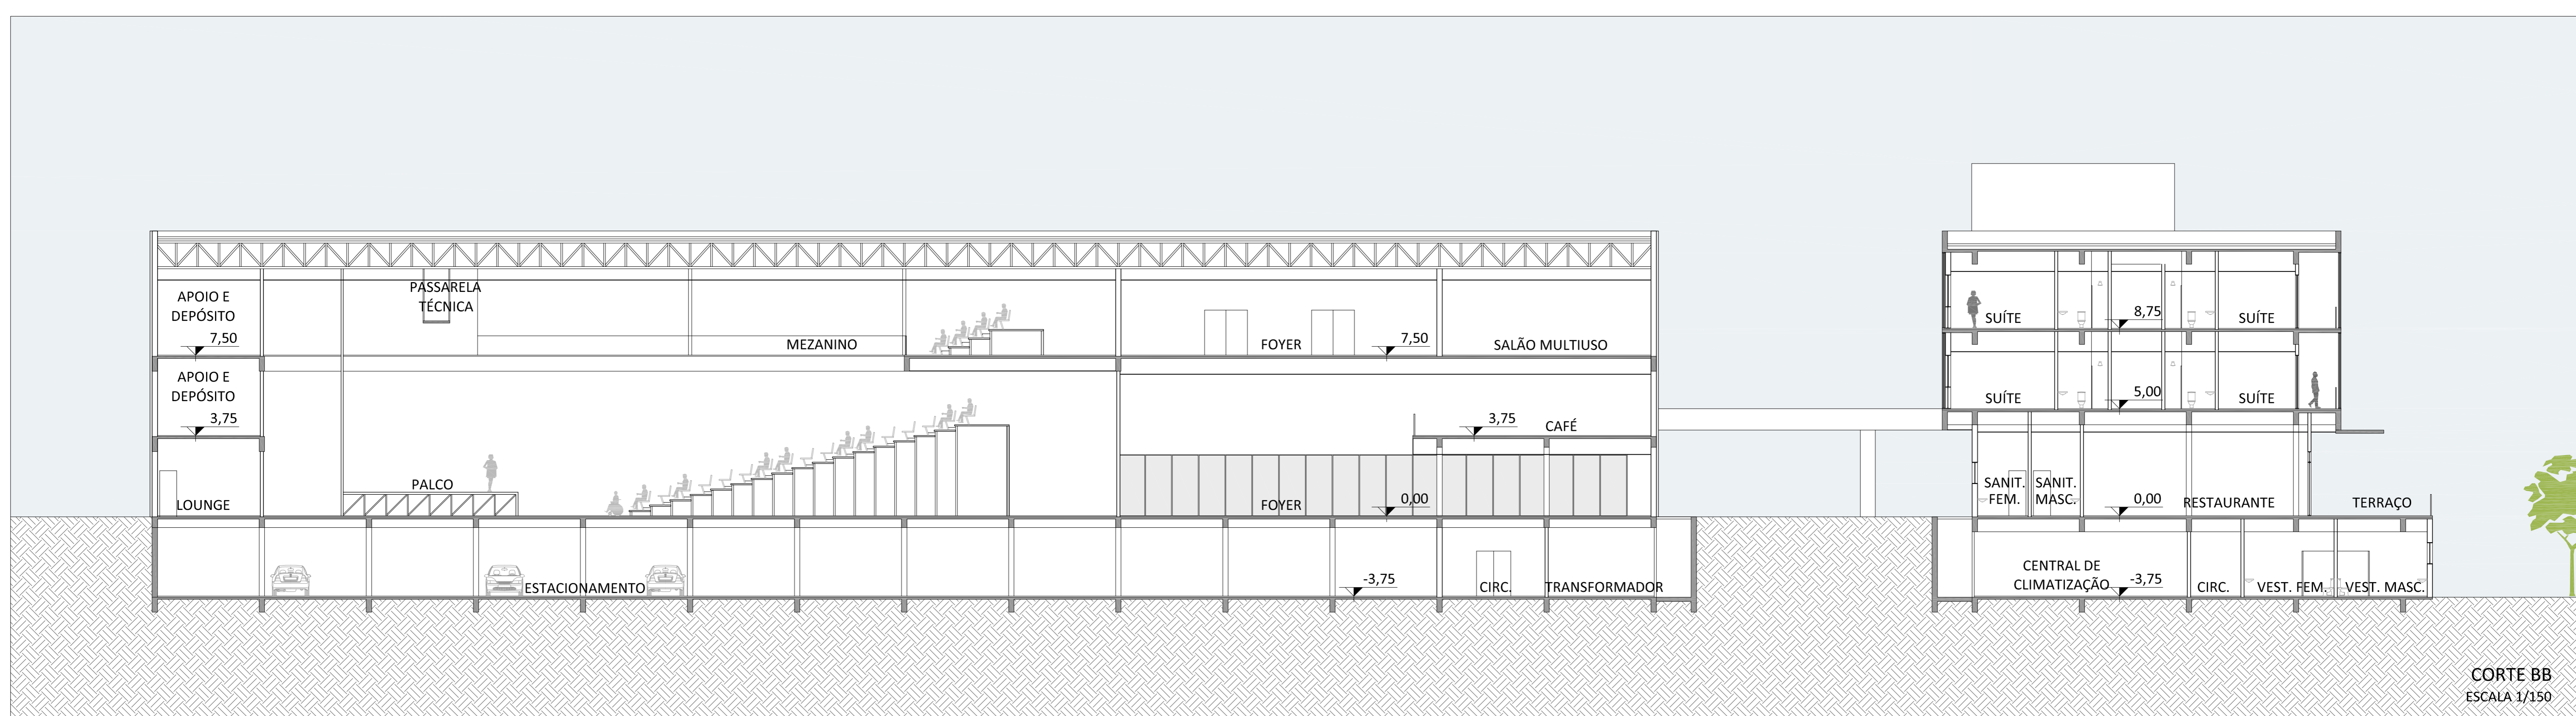 APOIO E
DEPÓSITO
7,50
PASSARELA
TÉCNICA
MEZANINO
FOYER
7,50
SALÃO MULTIUSO
APOIO E
DEPÓSITO
3,75
3,75
CAFÉ
LOUNGE
PALCO
FOYER
0,00
ESTACIONAMENTO
-3,75
CIRC.
TRANSFORMADOR
SUÍTE
8,75
SUÍTE
SUÍTE
5,00
SUÍTE
SANIT.
FEM.
SANIT.
MASC.
0,00
RESTAURANTE
TERRAÇO
CENTRAL DE
CLIMATIZAÇÃO
-3,75
CIRC.
VEST. FEM.
VEST. MASC.
CORTE BB
ESCALA 1/150